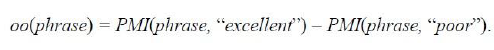 oo(phrase) = PMI(phrase, “excellent”) – PMI(phrase, “poor”).